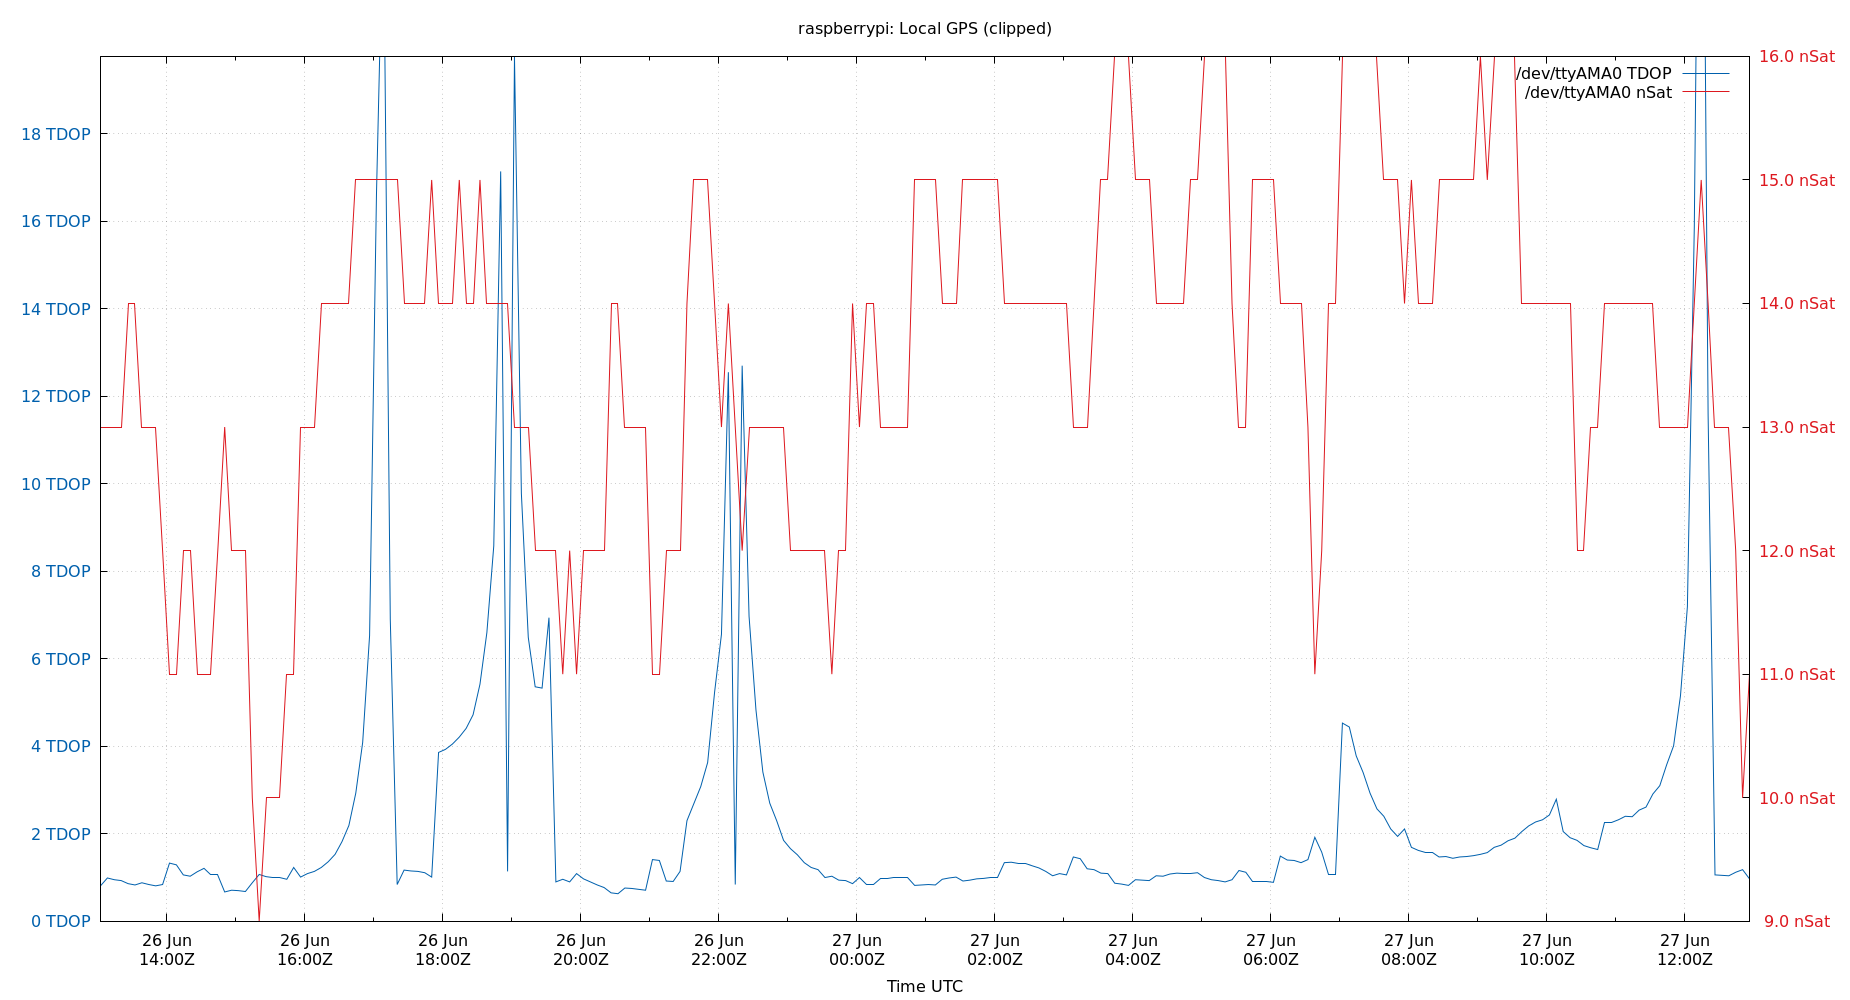 raspberrypi: Local GPS (clipped)
/dev/ttyAMA0 TDOP
/dev/ttyAMA0 nSat
18 TDOP
16 TDOP
14 TDOP
12 TDOP
10 TDOP
8 TDOP
6 TDOP
4 TDOP
2 TDOP
0 TDOP
16.0 nSat
15.0 nSat
14.0 nSat
13.0 nSat
12.0 nSat
11.0 nSat
10.0 nSat
9.0 nSat
26 Jun
14:00Z
26 Jun
16:00Z
26 Jun
18:00Z
26 Jun
20:00Z
26 Jun
22:00Z
27 Jun
00:00Z
27 Jun
02:00Z
27 Jun
04:00Z
27 Jun
06:00Z
27 Jun
08:00Z
27 Jun
10:00Z
27 Jun
12:00Z
Time UTC